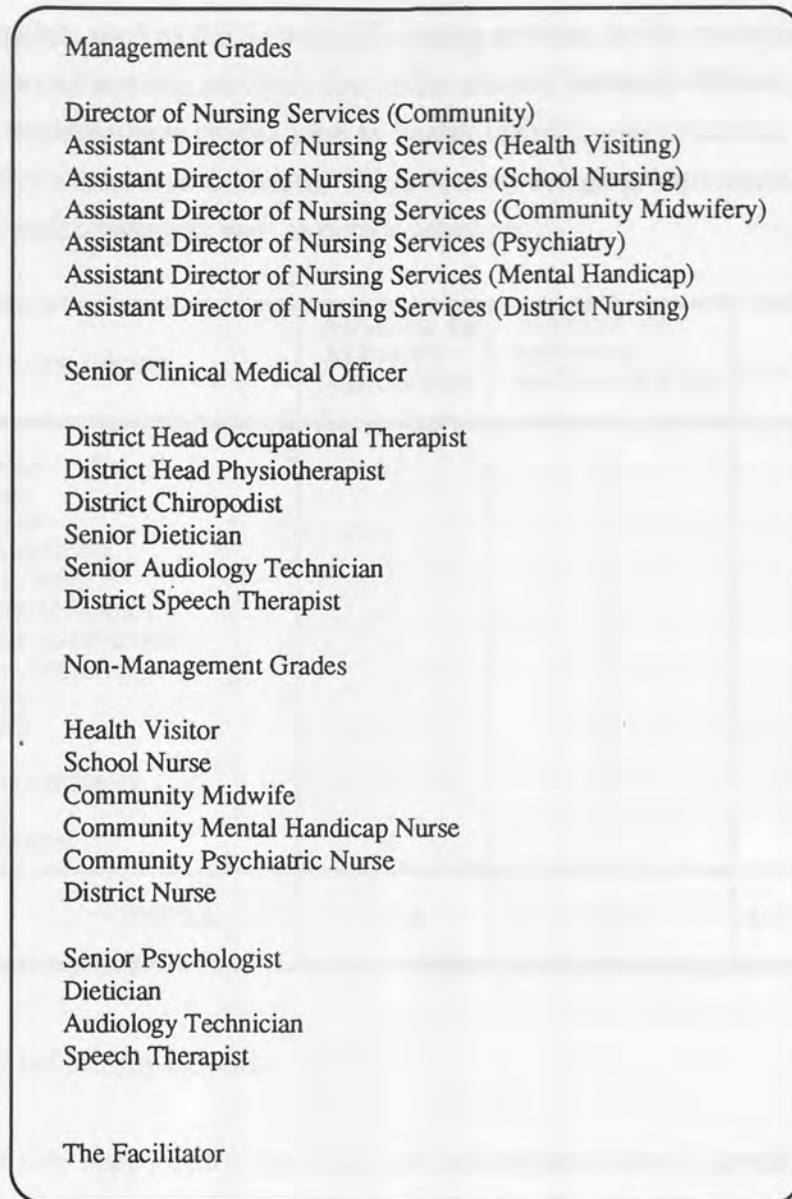 Management Grades
Director of Nursing Services (Community)
Assistant Director of Nursing Services (Health Visiting)
Assistant Director of Nursing Services (School Nursing)
Assistant Director of Nursing Services (Community Midwifery)
Assistant Director of Nursing Services (Psychiatry)
Assistant Director of Nursing Services (Mental Handicap)
Assistant Director of Nursing Services (District Nursing)
Senior Clinical Medical Officer
District Head Occupational Therapist
District Head Physiotherapist
District Chiropodist
Senior Dietician
Senior Audiology Technician
District Speech Therapist
Non-Management Grades
Health Visitor
School Nurse
Community Midwife
Community Mental Handicap Nurse
Community Psychiatric Nurse
District Nurse
Senior Psychologist
Dietician
Audiology Technician
Speech Therapist
The Facilitator